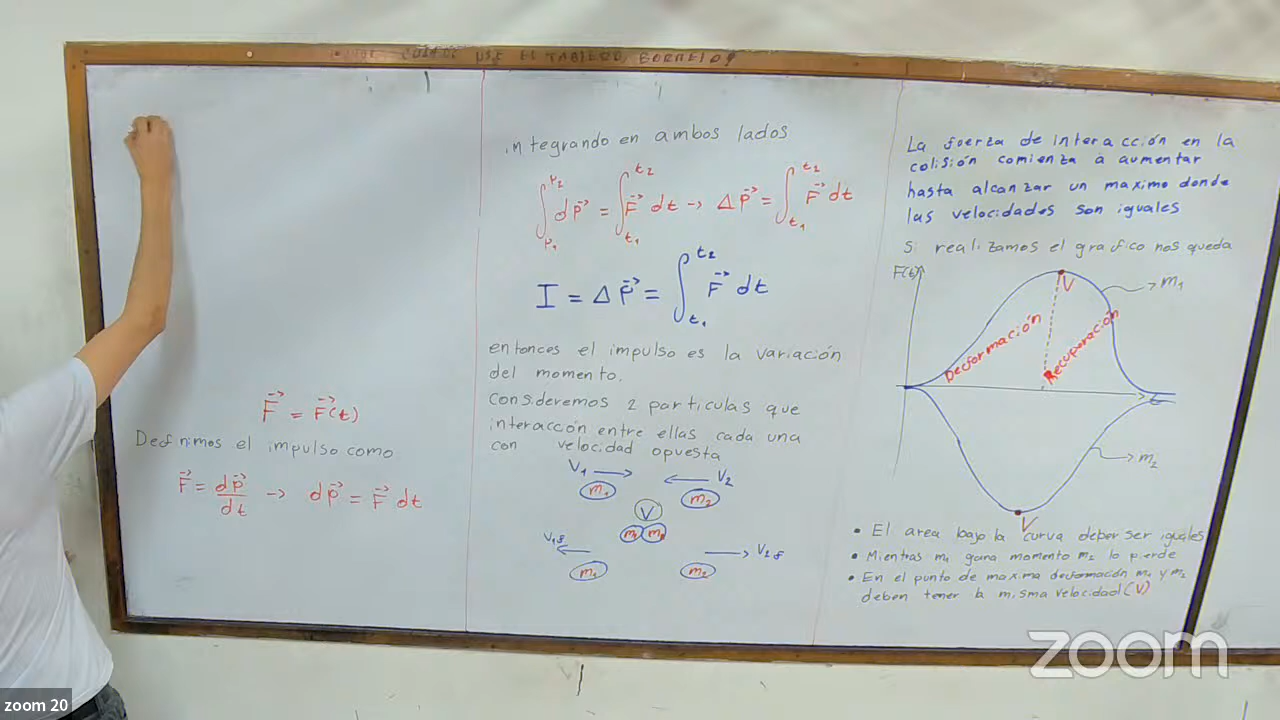 USE EL TABLERO, BORRELO!
F⃗ = F⃗(t)
Definimos el impulso como
F⃗ = dp⃗/dt → dp⃗ = F⃗ dt
integrando en ambos lados
∫_{P₁}^{P₂} dp⃗ = ∫_{t₁}^{t₂} F⃗ dt → Δp⃗ = ∫_{t₁}^{t₂} F⃗ dt
I = Δp⃗ = ∫_{t₁}^{t₂} F⃗ dt
entonces el impulso es la variación
del momento.
Consideremos 2 particulas que
interacción entre ellas cada una
con velocidad opuesta
V₁ → ← V₂
m₁ m₂
V
m₁ m₂
V₁f ← → V₂f
m₁ m₂
La fuerza de interacción en la
colisión comienza a aumentar
hasta alcanzar un maximo donde
las velocidades son iguales
Si realizamos el grafico nos queda
F(t)
V
→ m₁
Deformación
Recuperación
t
→ m₂
V
• El area bajo la curva deber ser iguales
• Mientras m₁ gana momento m₂ lo pierde
• En el punto de maxima deformación m₁ y m₂
deben tener la misma velocidad (V)
zoom
zoom 20